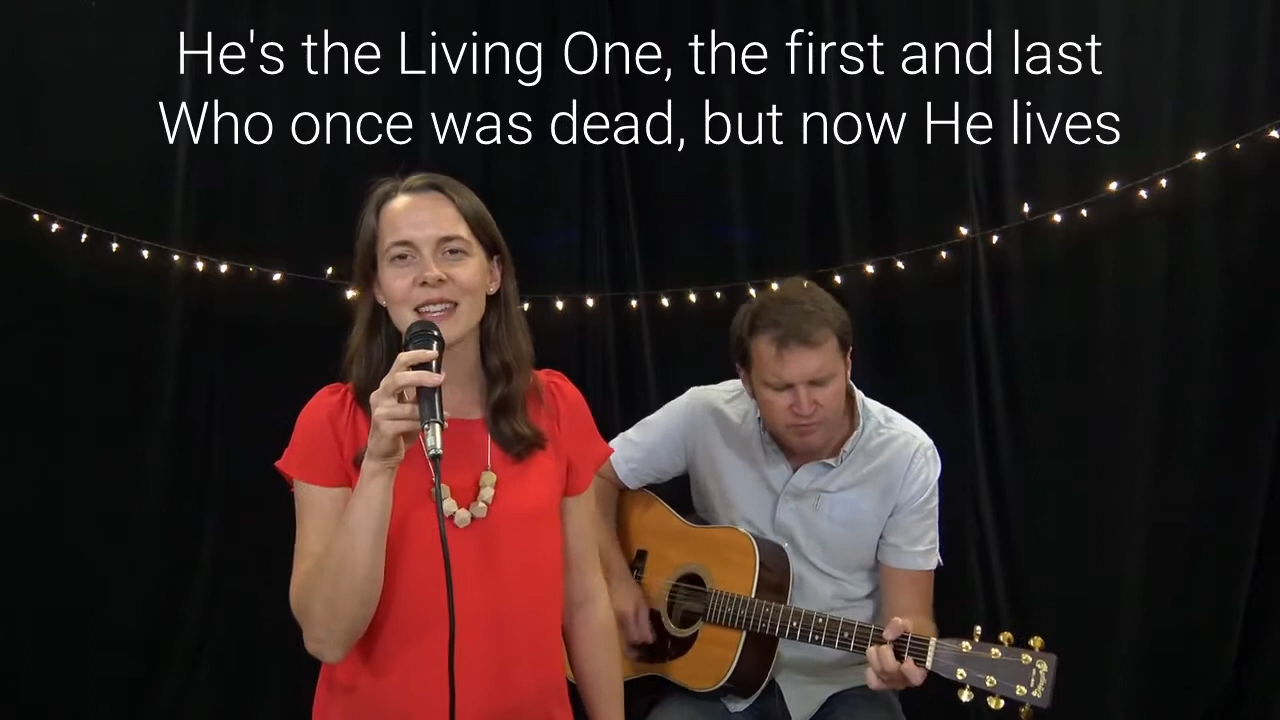 He's the Living One, the first and last
Who once was dead, but now He lives